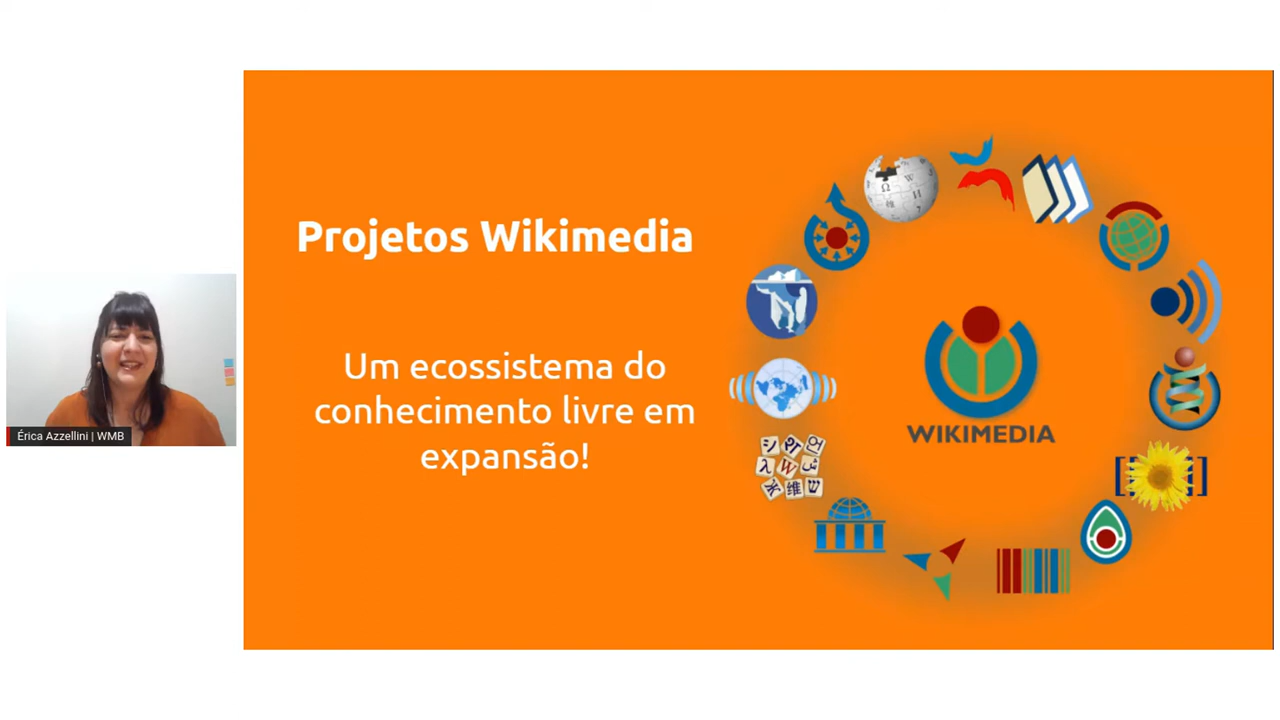 Projetos Wikimedia
Um ecossistema do
conhecimento livre em
expansão!
WIKIMEDIA
Érica Azzellini | WMB